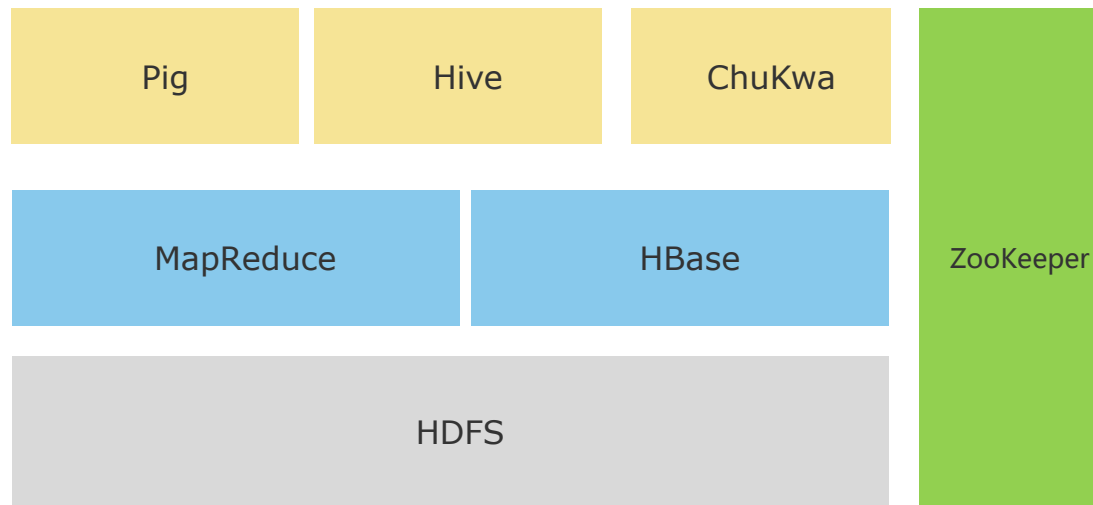 Pig
Hive
ChuKwa
MapReduce
HBase
ZooKeeper
HDFS